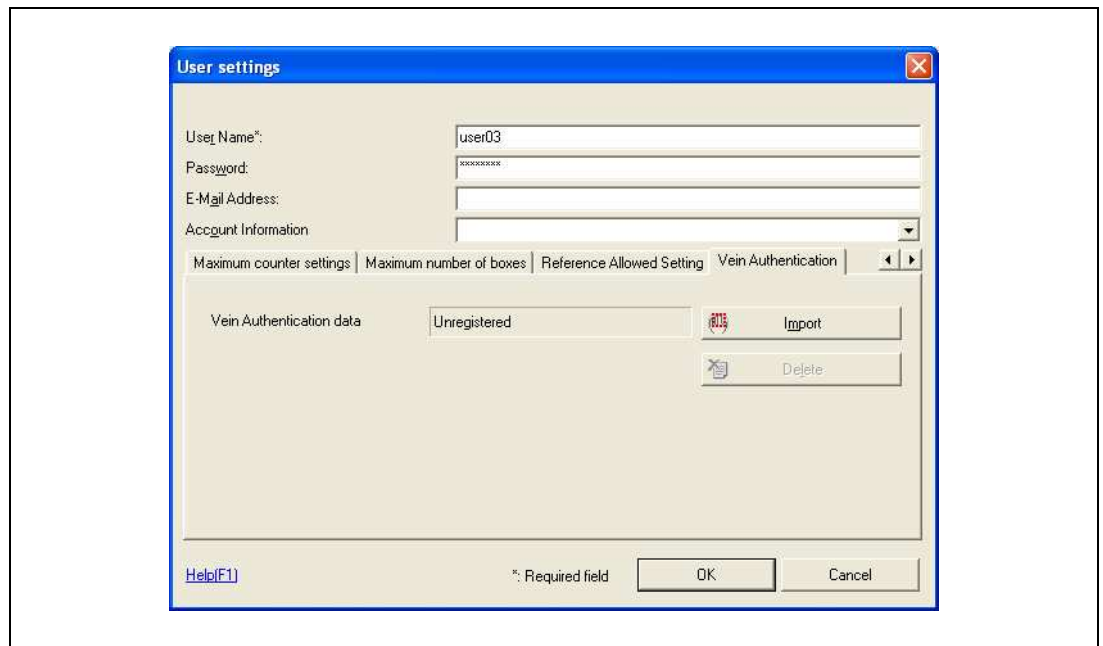 User settings
User Name*: user03
Password: ********
E-Mail Address:
Account Information
Maximum counter settings Maximum number of boxes Reference Allowed Setting Vein Authentication
Vein Authentication data Unregistered Import
Delete
Help(F1) *: Required field OK Cancel